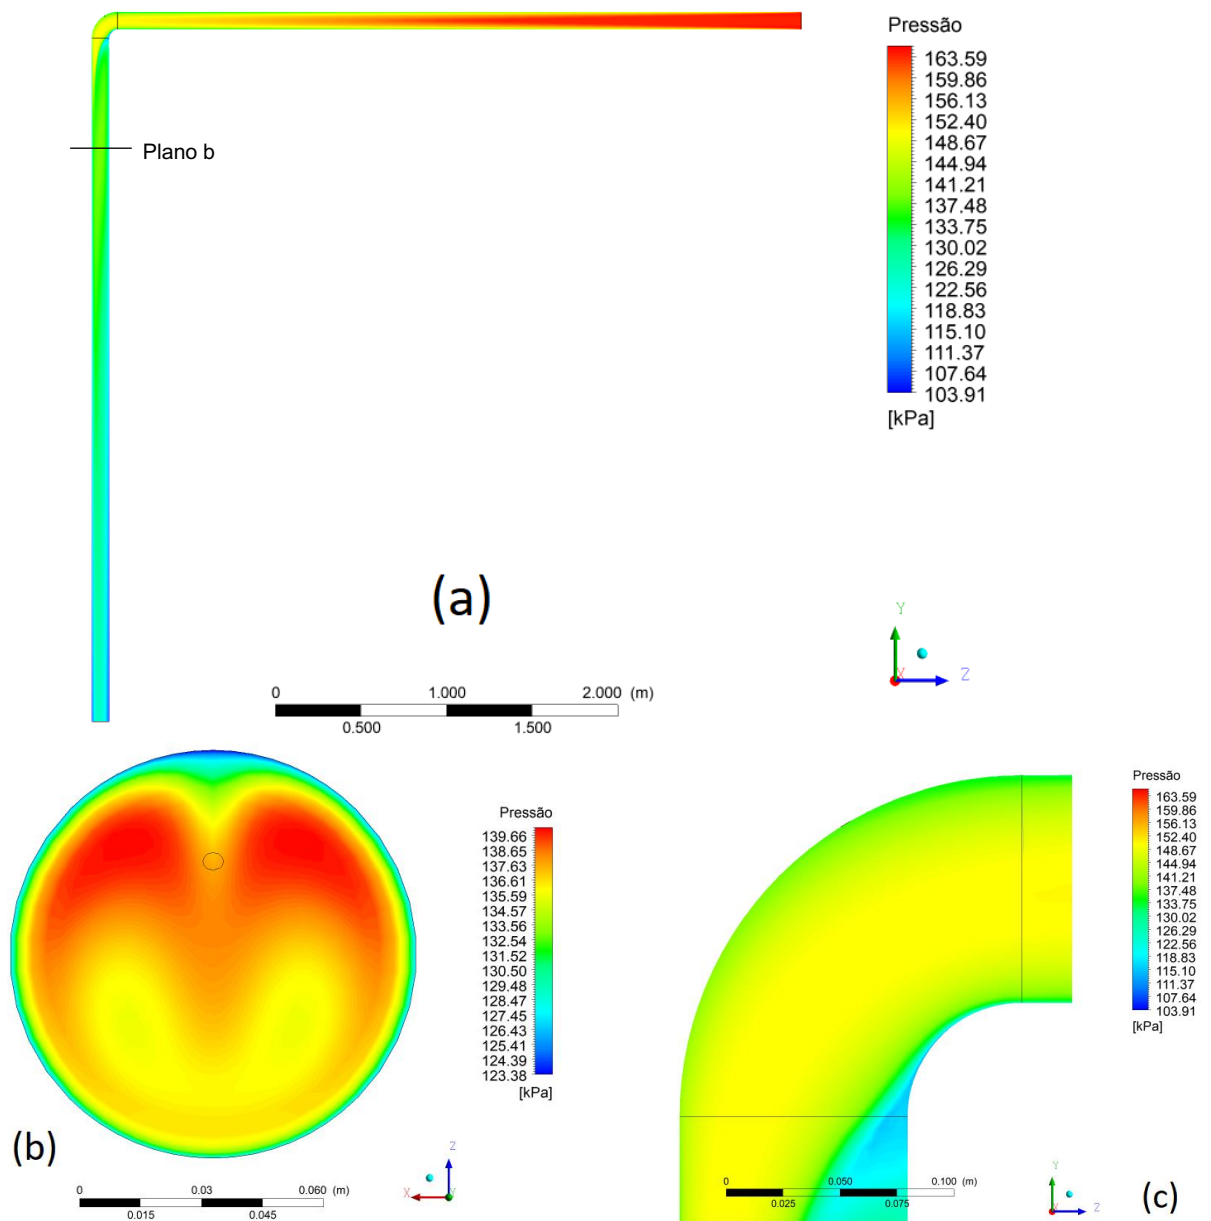 Pressão
163.59
159.86
156.13
152.40
148.67
144.94
141.21
137.48
133.75
130.02
126.29
122.56
118.83
115.10
111.37
107.64
103.91
[kPa]
Plano b
(a)
Y
X
Z
0 1.000 2.000 (m)
0.500 1.500
Pressão
139.66
138.65
137.63
136.61
135.59
134.57
133.56
132.54
131.52
130.50
129.48
128.47
127.45
126.43
125.41
124.39
123.38
[kPa]
(b)
Z
X
Y
0 0.03 0.060 (m)
0.015 0.045
Pressão
163.59
159.86
156.13
152.40
148.67
144.94
141.21
137.48
133.75
130.02
126.29
122.56
118.83
115.10
111.37
107.64
103.91
[kPa]
0 0.050 0.100 (m)
0.025 0.075
Y
X
Z
(c)